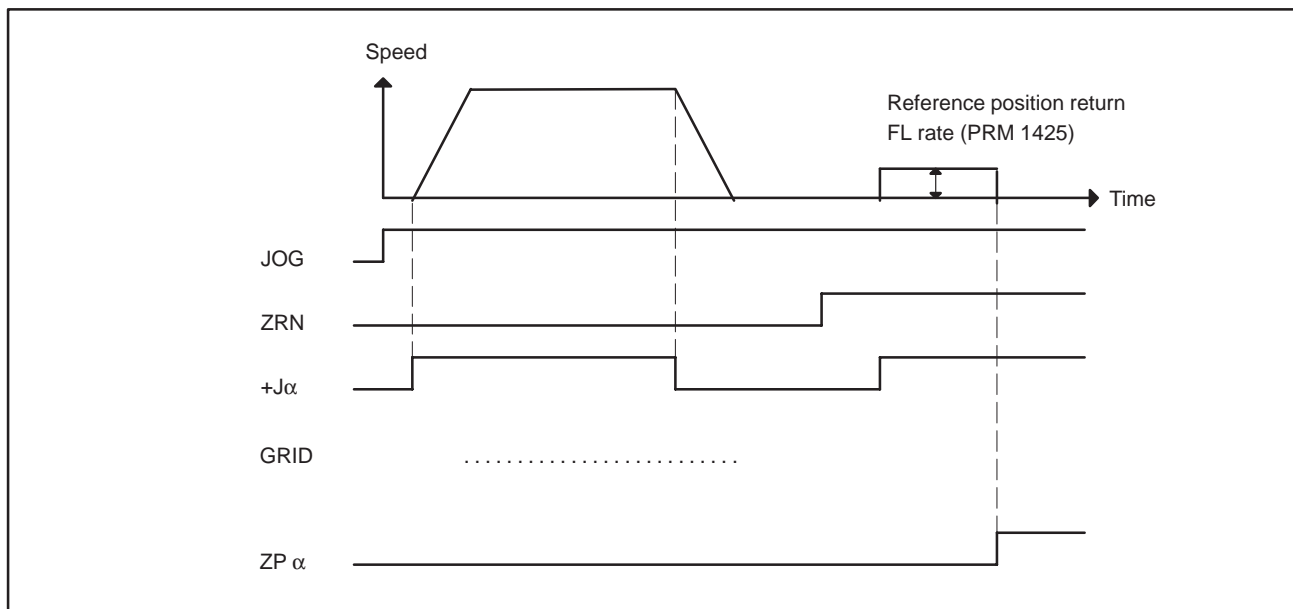 Speed
Reference position return
FL rate (PRM 1425)
Time
JOG
ZRN
+Jα
GRID
ZP α